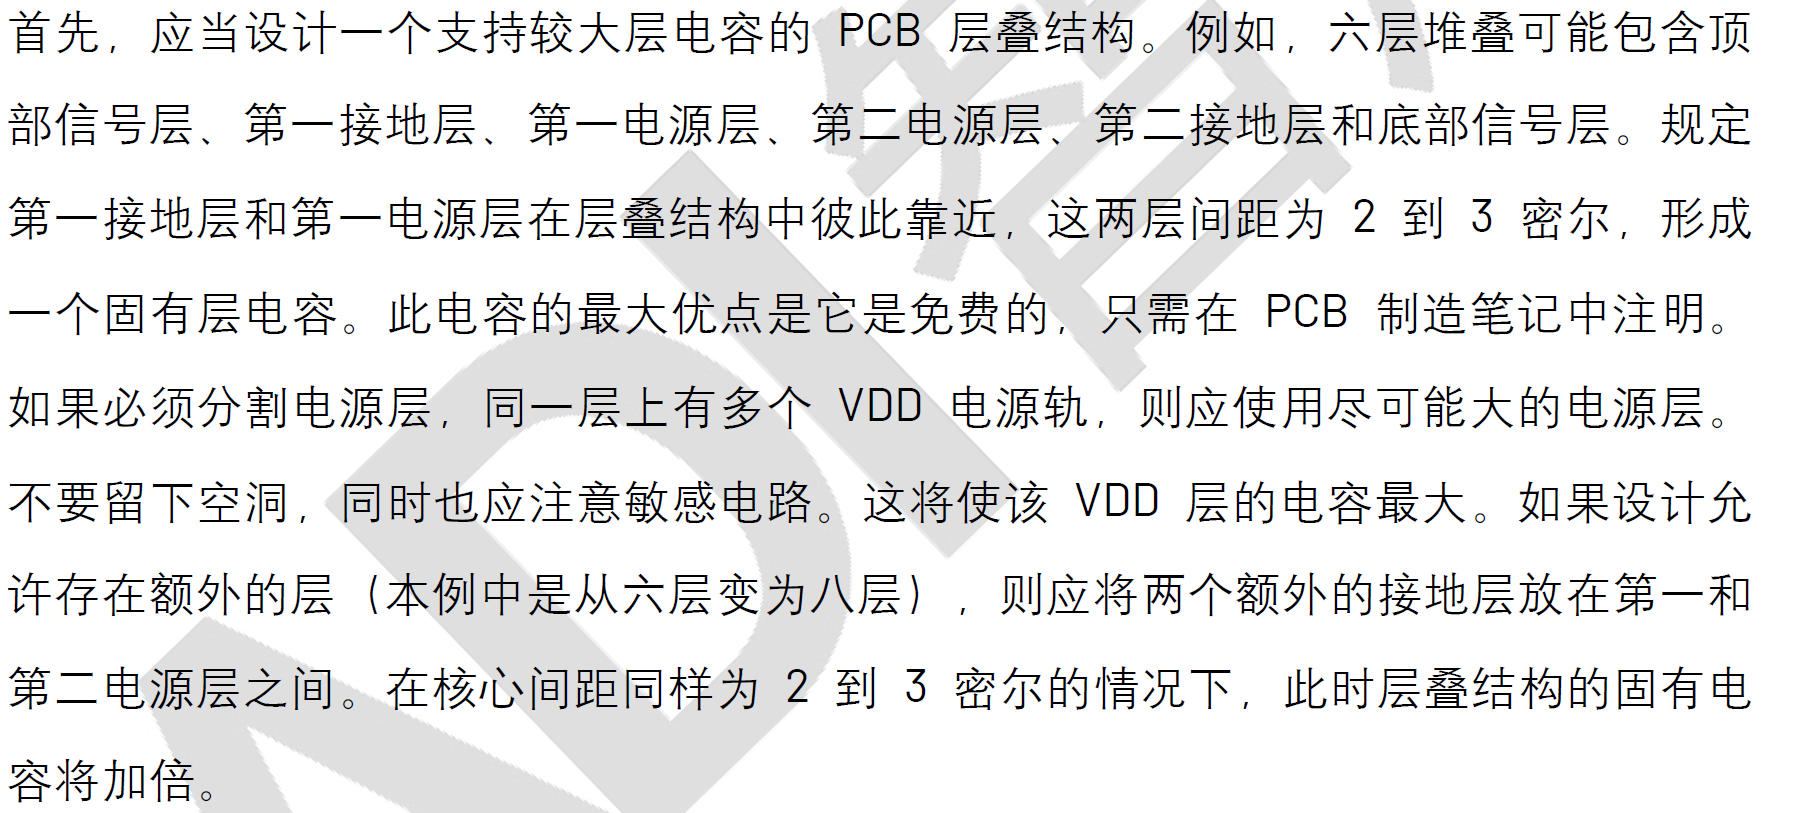 首先，应当设计一个支持较大层电容的 PCB 层叠结构。例如，六层堆叠可能包含顶
部信号层、第一接地层、第一电源层、第二电源层、第二接地层和底部信号层。规定
第一接地层和第一电源层在层叠结构中彼此靠近，这两层间距为 2 到 3 密尔，形成
一个固有层电容。此电容的最大优点是它是免费的，只需在 PCB 制造笔记中注明。
如果必须分割电源层，同一层上有多个 VDD 电源轨，则应使用尽可能大的电源层。
不要留下空洞，同时也应注意敏感电路。这将使该 VDD 层的电容最大。如果设计允
许存在额外的层（本例中是从六层变为八层），则应将两个额外的接地层放在第一和
第二电源层之间。在核心间距同样为 2 到 3 密尔的情况下，此时层叠结构的固有电
容将加倍。
ADI 智